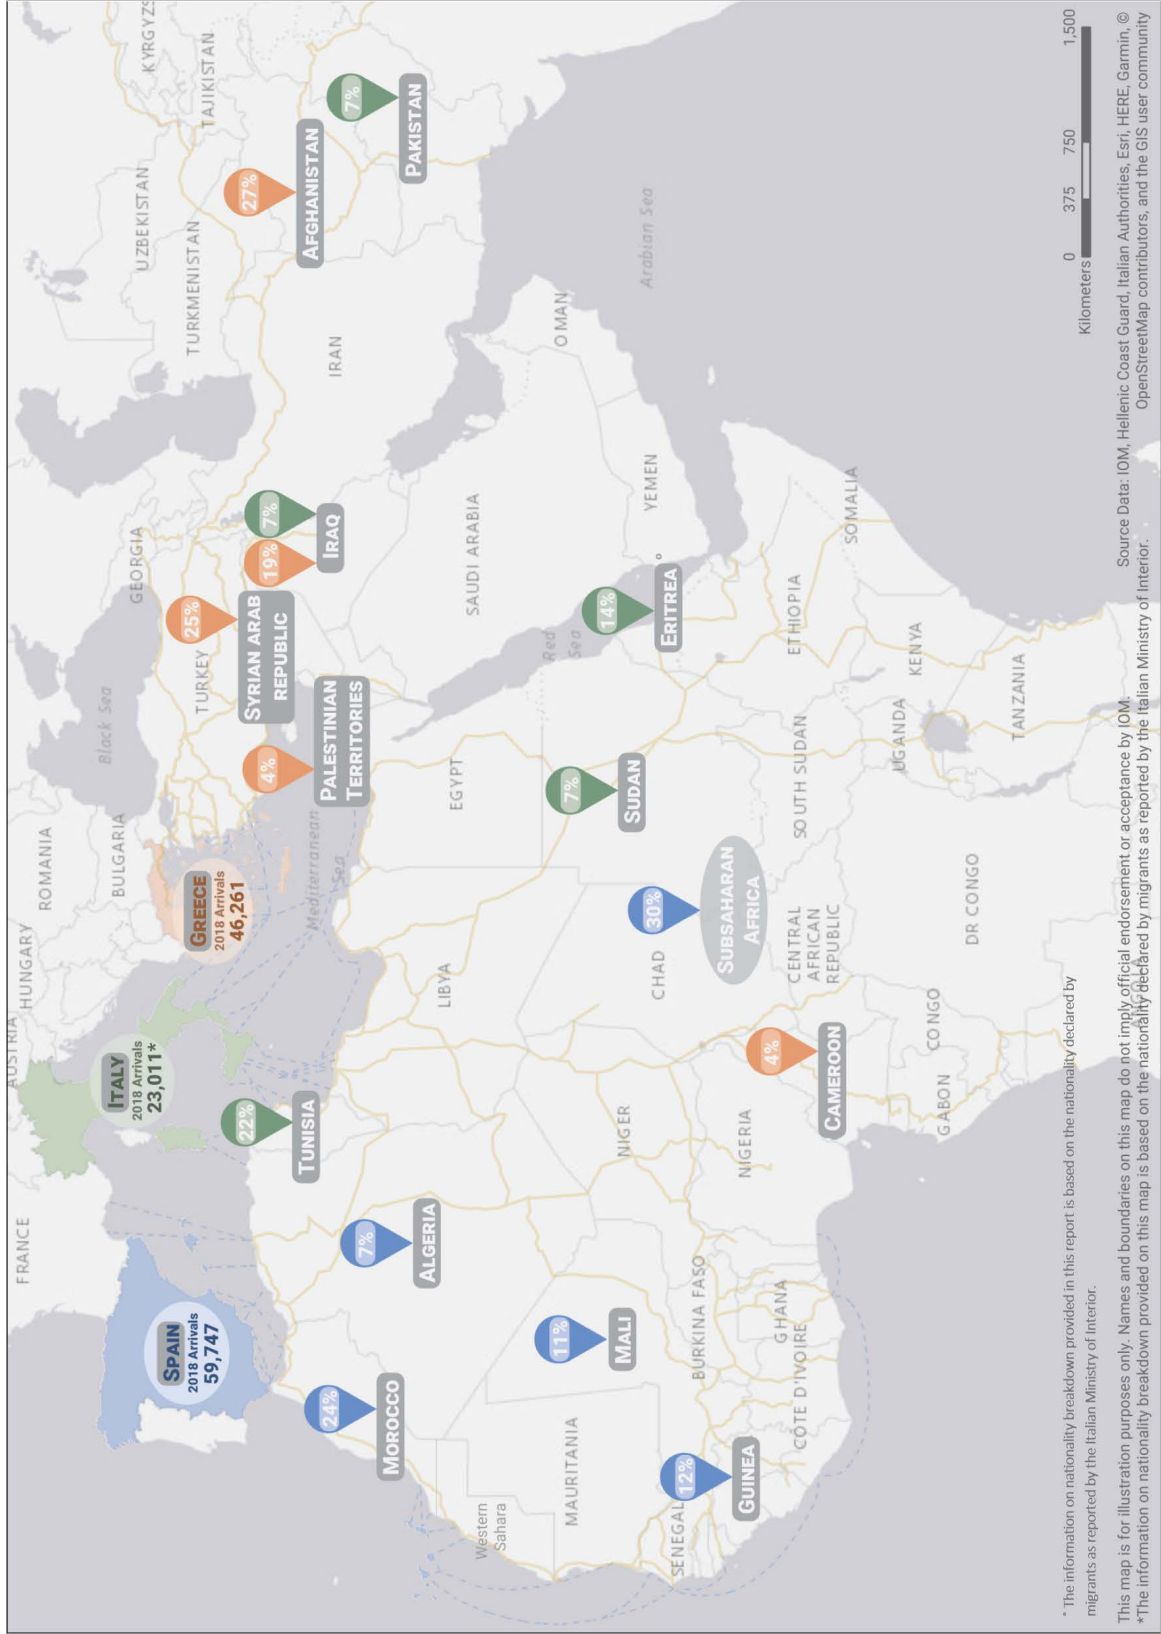 KYRGYZS
TAJIKISTAN
UZBEKISTAN
TURKMENISTAN
GEORGIA
Black Sea
ROMANIA
BULGARIA
HUNGARY
AUSTRIA
FRANCE
ITALY
2018 Arrivals
23,011*
GREECE
2018 Arrivals
46,261
SPAIN
2018 Arrivals
59,747
TURKEY
25%
SYRIAN ARAB
REPUBLIC
19%
7%
IRAQ
IRAN
27%
AFGHANISTAN
7%
PAKISTAN
4%
PALESTINIAN
TERRITORIES
Mediterranean
Sea
22%
TUNISIA
7%
ALGERIA
24%
MOROCCO
LIBYA
EGYPT
SAUDI ARABIA
OMAN
Arabian Sea
YEMEN
Red
Sea
14%
ERITREA
7%
SUDAN
30%
SUBSAHARAN
AFRICA
CHAD
NIGER
11%
MALI
Western
Sahara
MAURITANIA
SENEGAL
12%
GUINEA
BURKINA FASO
CÔTE D'IVOIRE
GHANA
NIGERIA
4%
CAMEROON
CENTRAL
AFRICAN
REPUBLIC
SOUTH SUDAN
ETHIOPIA
SOMALIA
UGANDA
KENYA
TANZANIA
DR CONGO
CONGO
GABON
ANGOLA
0 375 750 1,500
Kilometers
* The information on nationality breakdown provided in this report is based on the nationality declared by
migrants as reported by the Italian Ministry of Interior.
Source Data: IOM, Hellenic Coast Guard, Italian Authorities, Esri, HERE, Garmin, ©
OpenStreetMap contributors, and the GIS user community
This map is for illustration purposes only. Names and boundaries on this map do not imply official endorsement or acceptance by IOM.
*The information on nationality breakdown provided on this map is based on the nationality declared by migrants as reported by the Italian Ministry of Interior.